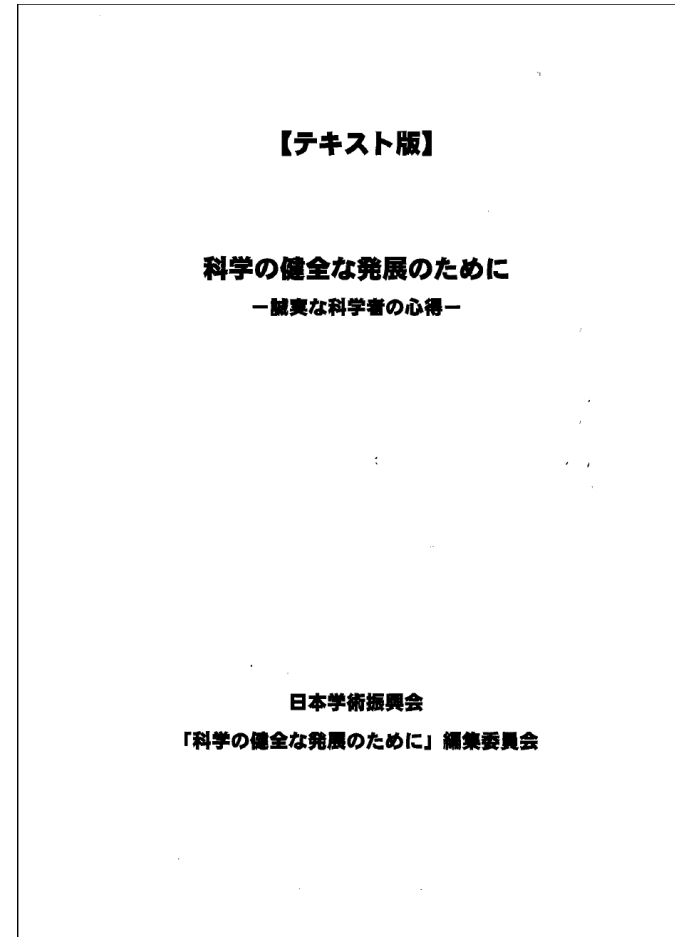 【テキスト版】
科学の健全な発展のために
－誠実な科学者の心得－
日本学術振興会
「科学の健全な発展のために」編集委員会